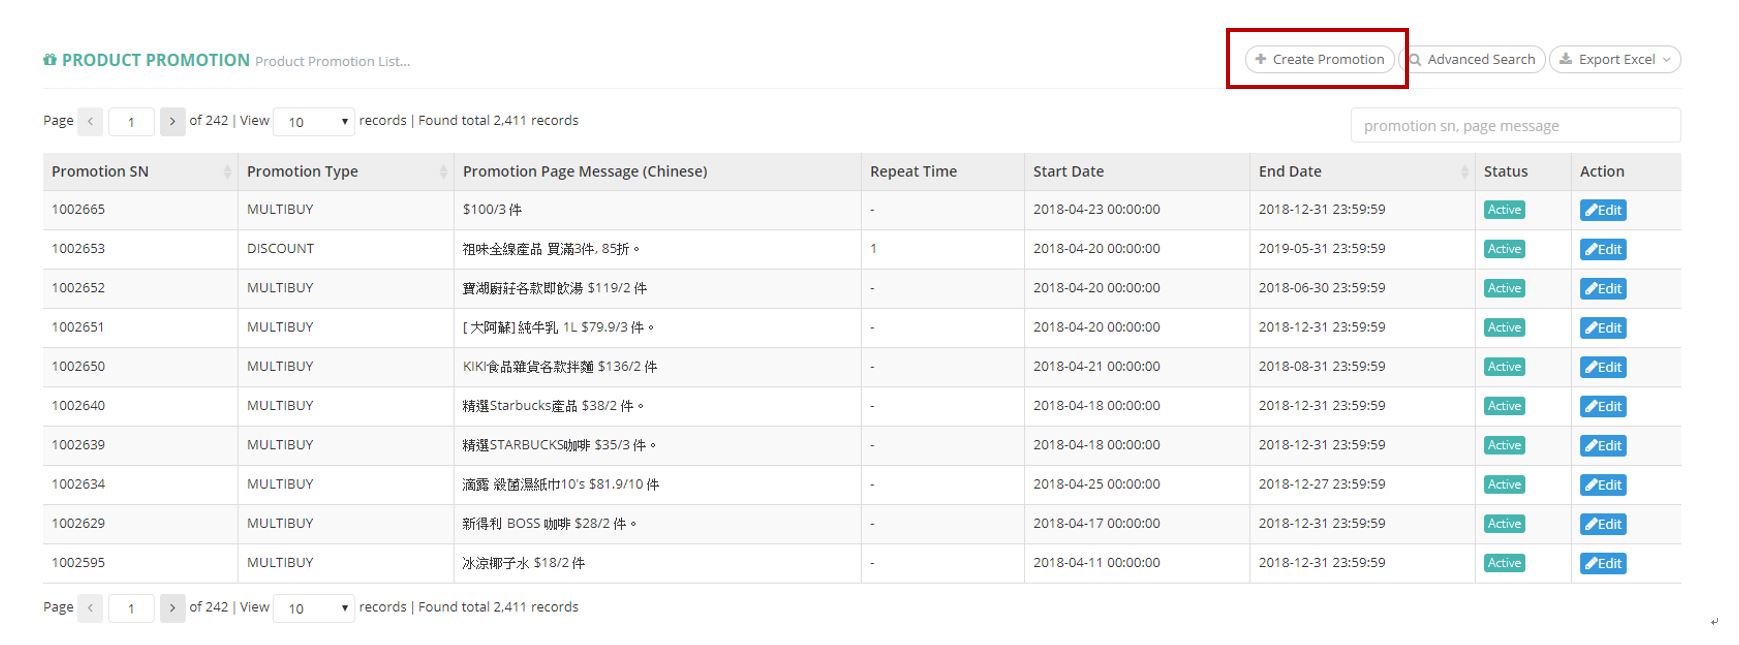 PRODUCT PROMOTION Product Promotion List... Create Promotion Advanced Search Export Excel
Page 1 of 242 | View 10 records | Found total 2,411 records promotion sn, page message
Promotion SN Promotion Type Promotion Page Message (Chinese) Repeat Time Start Date End Date Status Action
1002665 MULTIBUY $100/3 件 - 2018-04-23 00:00:00 2018-12-31 23:59:59 Active Edit
1002653 DISCOUNT 祖味全線產品 買滿3件, 85折。 1 2018-04-20 00:00:00 2019-05-31 23:59:59 Active Edit
1002652 MULTIBUY 寶湖廚莊各款即飲湯 $119/2 件 - 2018-04-20 00:00:00 2018-06-30 23:59:59 Active Edit
1002651 MULTIBUY [ 大阿蘇] 純牛乳 1L $79.9/3 件。 - 2018-04-20 00:00:00 2018-12-31 23:59:59 Active Edit
1002650 MULTIBUY KIKI食品雜貨各款拌麵 $136/2 件 - 2018-04-21 00:00:00 2018-08-31 23:59:59 Active Edit
1002640 MULTIBUY 精選Starbucks產品 $38/2 件。 - 2018-04-18 00:00:00 2018-12-31 23:59:59 Active Edit
1002639 MULTIBUY 精選STARBUCKS咖啡 $35/3 件。 - 2018-04-18 00:00:00 2018-12-31 23:59:59 Active Edit
1002634 MULTIBUY 滴露 殺菌濕紙巾10's $81.9/10 件 - 2018-04-25 00:00:00 2018-12-27 23:59:59 Active Edit
1002629 MULTIBUY 新得利 BOSS 咖啡 $28/2 件。 - 2018-04-17 00:00:00 2018-12-31 23:59:59 Active Edit
1002595 MULTIBUY 冰涼椰子水 $18/2 件 - 2018-04-11 00:00:00 2018-12-31 23:59:59 Active Edit
Page 1 of 242 | View 10 records | Found total 2,411 records